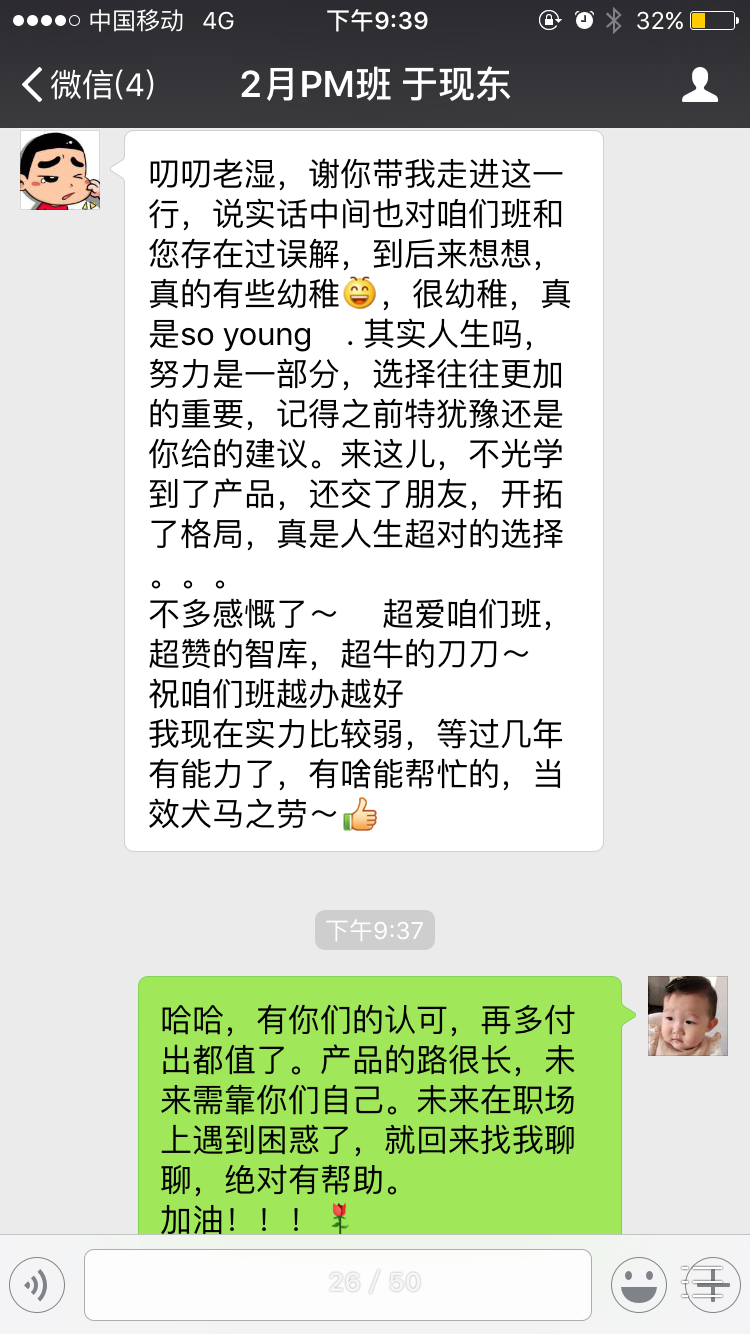 中国移动 4G 下午9:39 32%
微信(4) 2月PM班 于现东
叨叨老湿，谢你带我走进这一
行，说实话中间也对咱们班和
您存在过误解，到后来想想，
真的有些幼稚😄，很幼稚，真
是so young . 其实人生吗，
努力是一部分，选择往往更加
的重要，记得之前特犹豫还是
你给的建议。来这儿，不光学
到了产品，还交了朋友，开拓
了格局，真是人生超对的选择
。。。
不多感慨了～ 超爱咱们班，
超赞的智库，超牛的刀刀～
祝咱们班越办越好
我现在实力比较弱，等过几年
有能力了，有啥能帮忙的，当
效犬马之劳～👍
下午9:37
哈哈，有你们的认可，再多付
出都值了。产品的路很长，未
来需靠你们自己。未来在职场
上遇到困惑了，就回来找我聊
聊，绝对有帮助。
加油！！！🌹
26 / 50